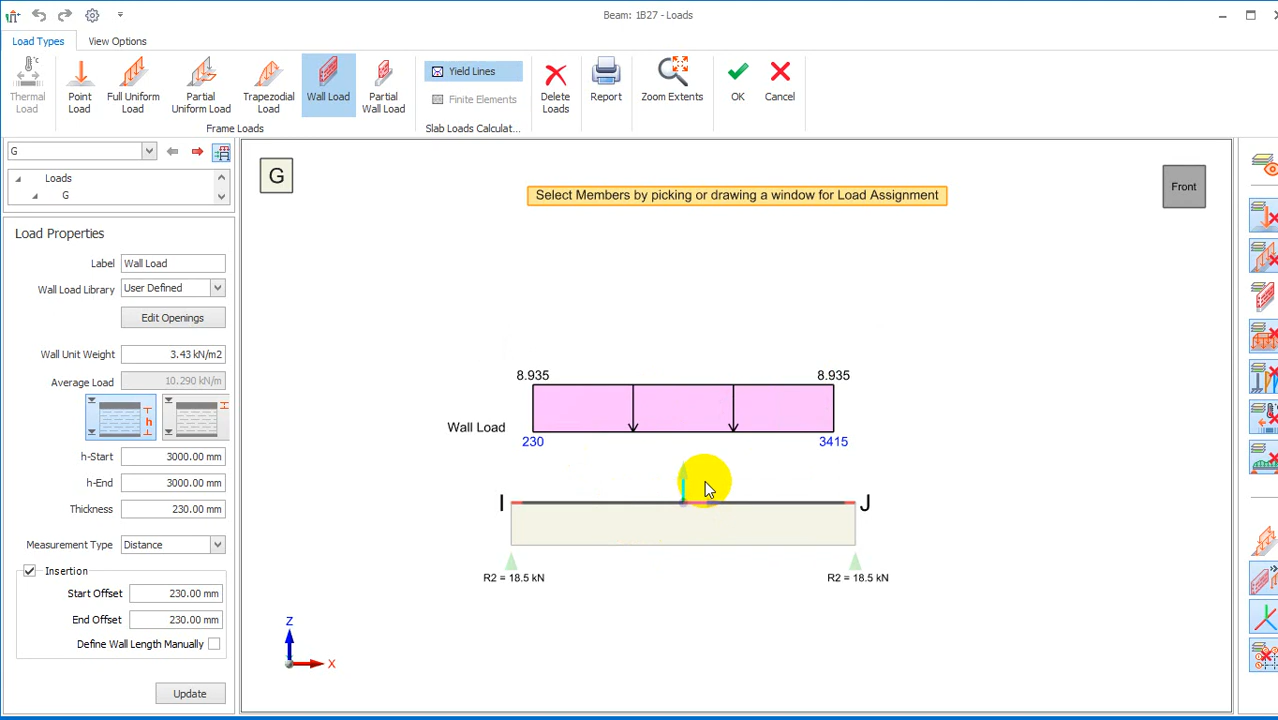 Beam: 1B27 - Loads
Load Types
View Options
Thermal Load
Point Load
Full Uniform Load
Partial Uniform Load
Trapezodial Load
Wall Load
Partial Wall Load
Yield Lines
Finite Elements
Delete Loads
Report
Zoom Extents
OK
Cancel
Frame Loads
Slab Loads Calculat...
G
Loads
G
Load Properties
Label Wall Load
Wall Load Library User Defined
Edit Openings
Wall Unit Weight 3.43 kN/m2
Average Load 10.290 kN/m
h
h-Start 3000.00 mm
h-End 3000.00 mm
Thickness 230.00 mm
Measurement Type Distance
Insertion
Start Offset 230.00 mm
End Offset 230.00 mm
Define Wall Length Manually
Update
G
Select Members by picking or drawing a window for Load Assignment
Front
8.935 8.935
Wall Load
230 3415
I J
R2 = 18.5 kN R2 = 18.5 kN
Z
X